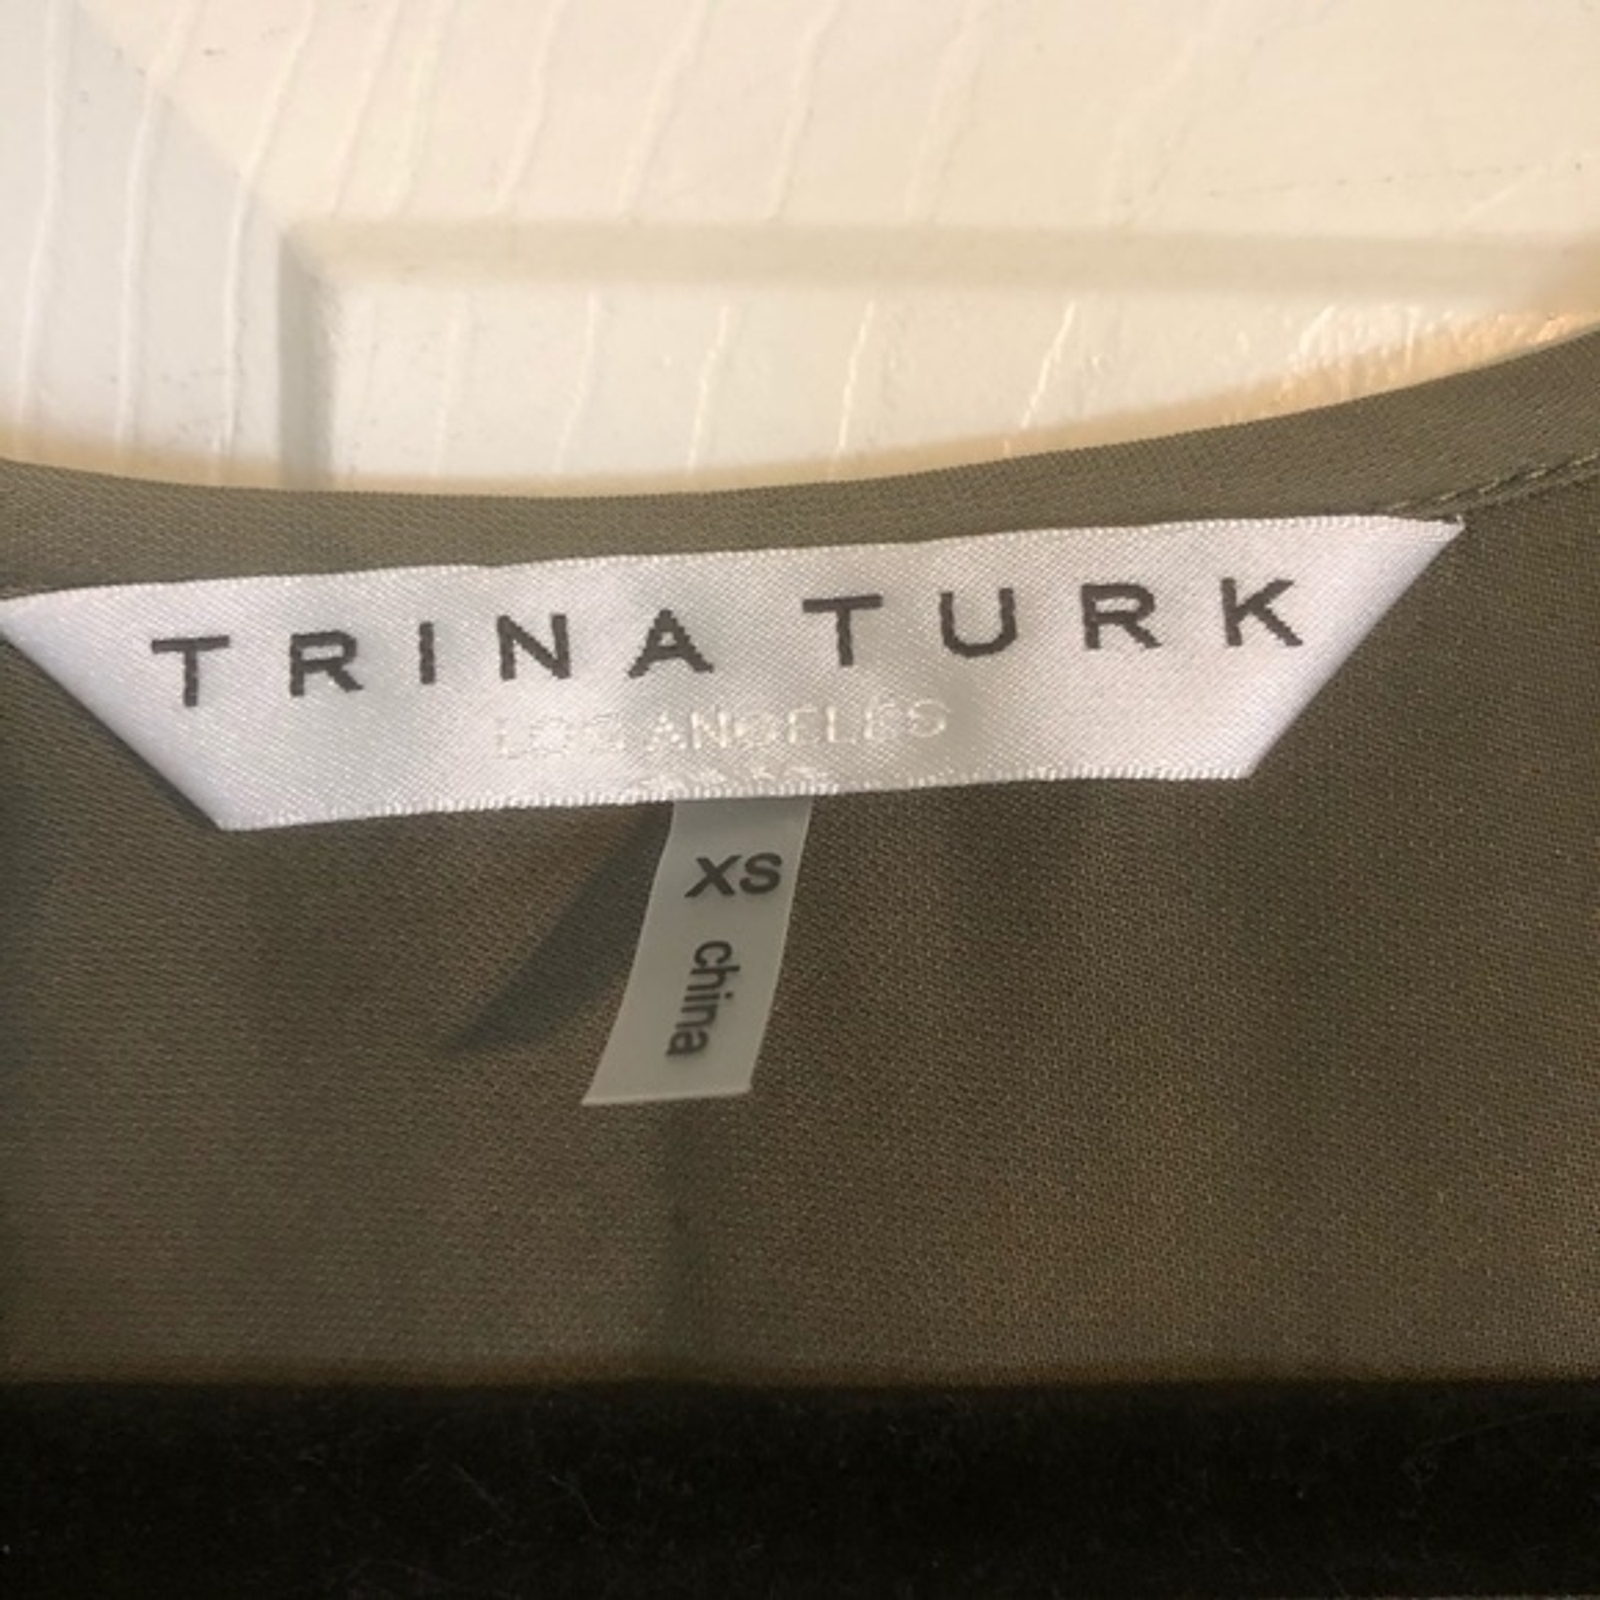 TRINA TURK
LOS ANGELES
XS
china